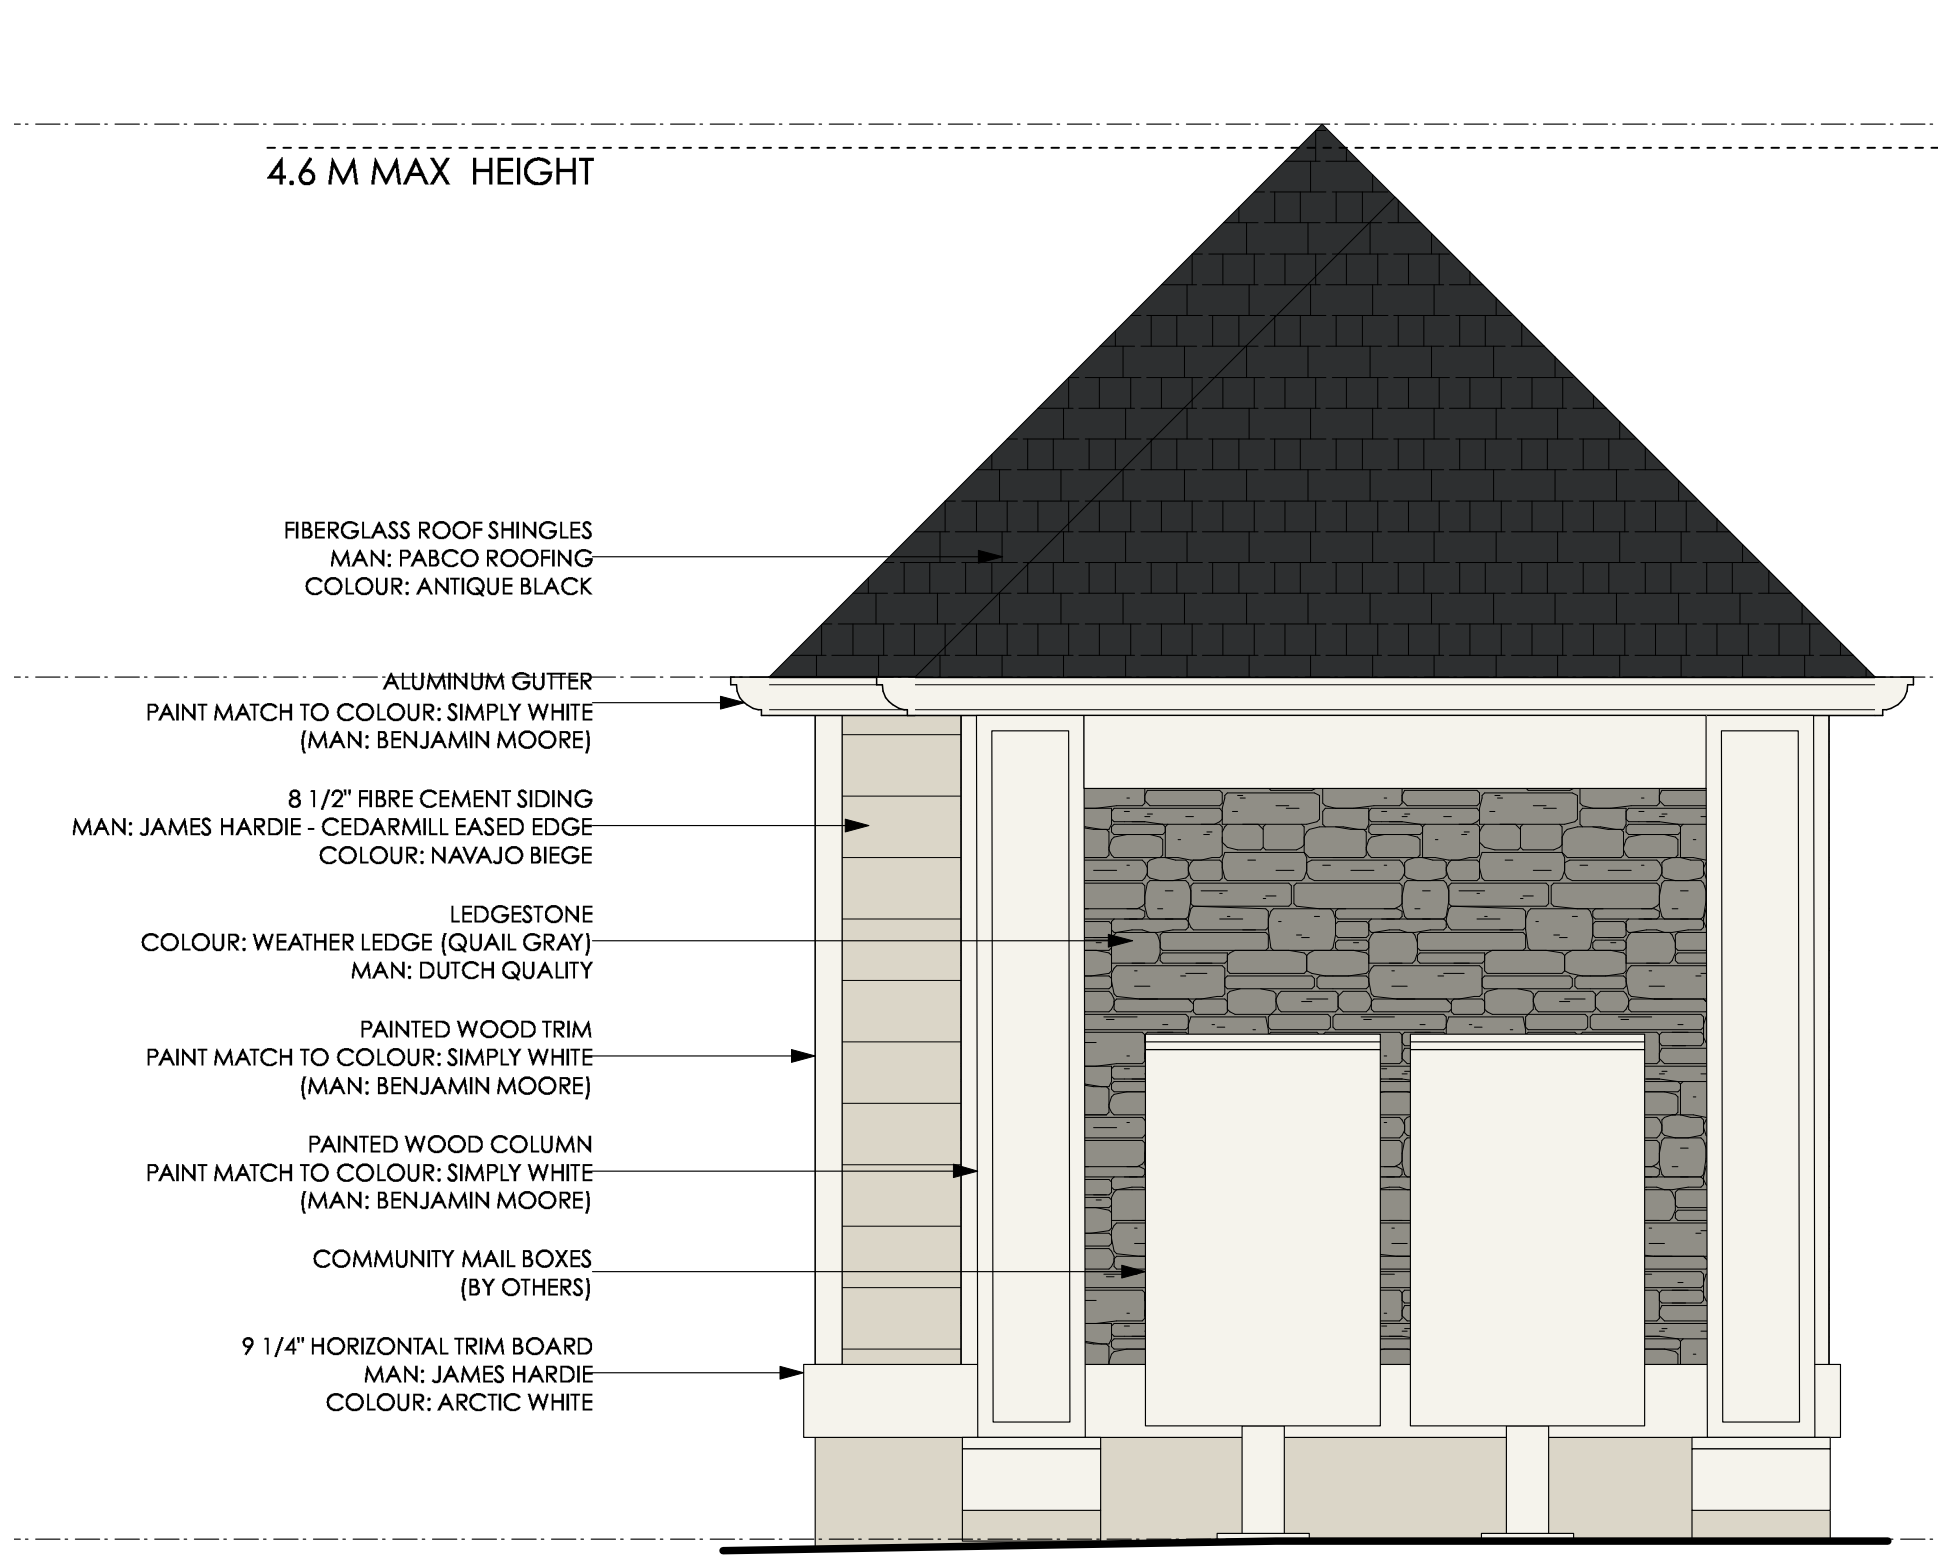 4.6 M MAX HEIGHT
FIBERGLASS ROOF SHINGLES
MAN: PABCO ROOFING
COLOUR: ANTIQUE BLACK
ALUMINUM GUTTER
PAINT MATCH TO COLOUR: SIMPLY WHITE
(MAN: BENJAMIN MOORE)
8 1/2" FIBRE CEMENT SIDING
MAN: JAMES HARDIE - CEDARMILL EASED EDGE
COLOUR: NAVAJO BIEGE
LEDGESTONE
COLOUR: WEATHER LEDGE (QUAIL GRAY)
MAN: DUTCH QUALITY
PAINTED WOOD TRIM
PAINT MATCH TO COLOUR: SIMPLY WHITE
(MAN: BENJAMIN MOORE)
PAINTED WOOD COLUMN
PAINT MATCH TO COLOUR: SIMPLY WHITE
(MAN: BENJAMIN MOORE)
COMMUNITY MAIL BOXES
(BY OTHERS)
9 1/4" HORIZONTAL TRIM BOARD
MAN: JAMES HARDIE
COLOUR: ARCTIC WHITE